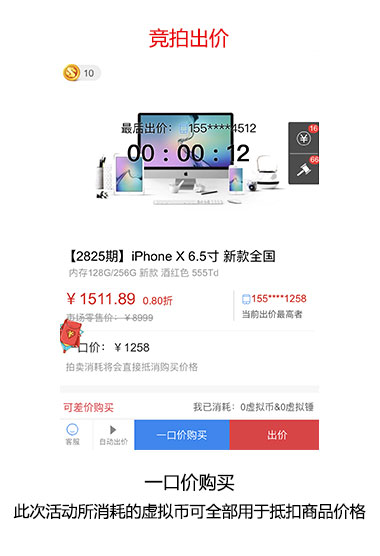 竞拍出价
10
最后出价： 155****4512
00：00：12
16
66
【2825期】iPhone X 6.5寸 新款全国
内存128G/256G 新款 酒红色 555Td
￥1511.89 0.80折
155****1258
市场零售价：￥8999
当前出价最高者
一口价：￥1258
拍卖消耗将会直接抵消购买价格
可差价购买
我已消耗：0虚拟币&0虚拟锤
客服
自动出价
一口价购买
出价
一口价购买
此次活动所消耗的虚拟币可全部用于抵扣商品价格